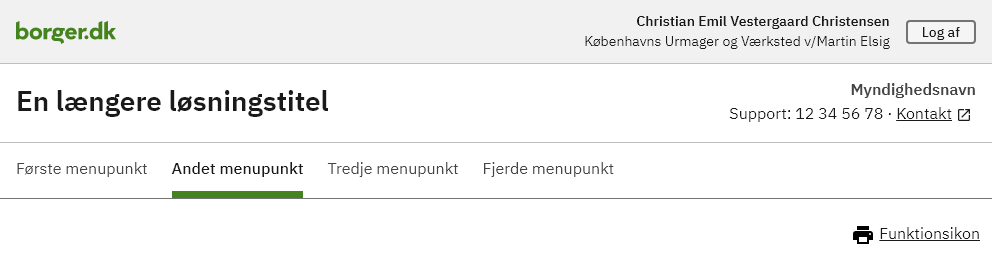 borger.dk
Christian Emil Vestergaard Christensen
Københavns Urmager og Værksted v/Martin Elsig
Log af
En længere løsningstitel
Myndighedsnavn
Support: 12 34 56 78 · Kontakt
Første menupunkt
Andet menupunkt
Tredje menupunkt
Fjerde menupunkt
Funktionsikon